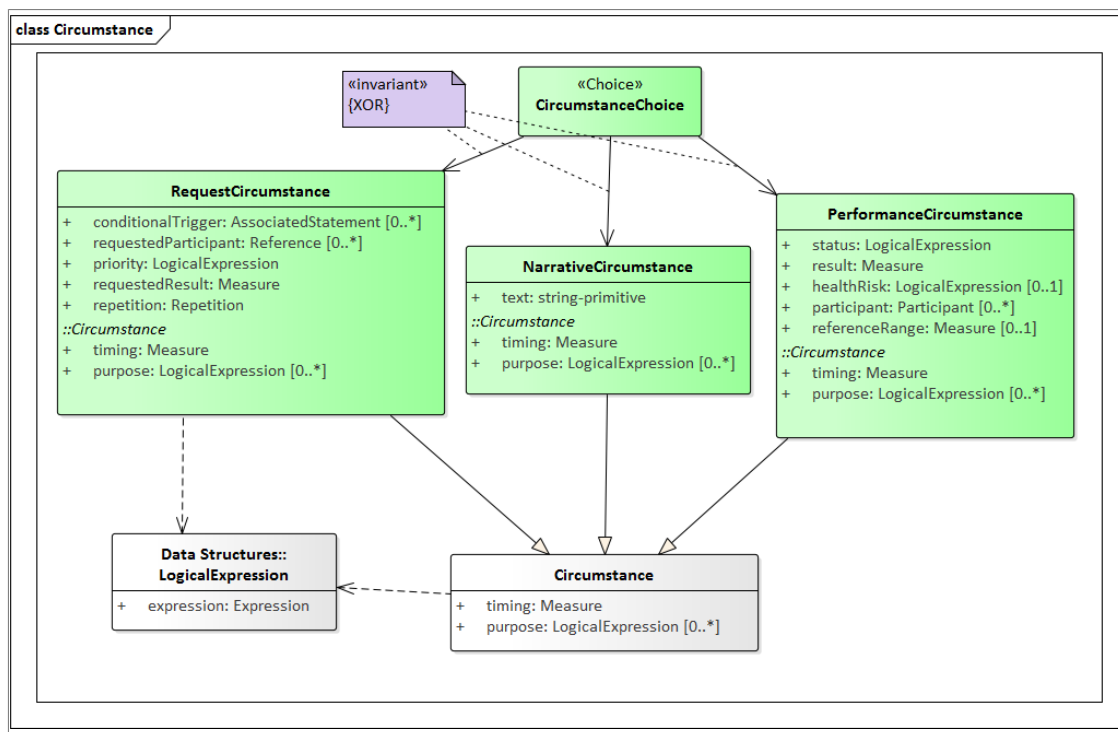 class Circumstance
«invariant»
{XOR}
«Choice»
CircumstanceChoice
RequestCircumstance
+ conditionalTrigger: AssociatedStatement [0..*]
+ requestedParticipant: Reference [0..*]
+ priority: LogicalExpression
+ requestedResult: Measure
+ repetition: Repetition
::Circumstance
+ timing: Measure
+ purpose: LogicalExpression [0..*]
NarrativeCircumstance
+ text: string-primitive
::Circumstance
+ timing: Measure
+ purpose: LogicalExpression [0..*]
PerformanceCircumstance
+ status: LogicalExpression
+ result: Measure
+ healthRisk: LogicalExpression [0..1]
+ participant: Participant [0..*]
+ referenceRange: Measure [0..1]
::Circumstance
+ timing: Measure
+ purpose: LogicalExpression [0..*]
Data Structures::
LogicalExpression
+ expression: Expression
Circumstance
+ timing: Measure
+ purpose: LogicalExpression [0..*]